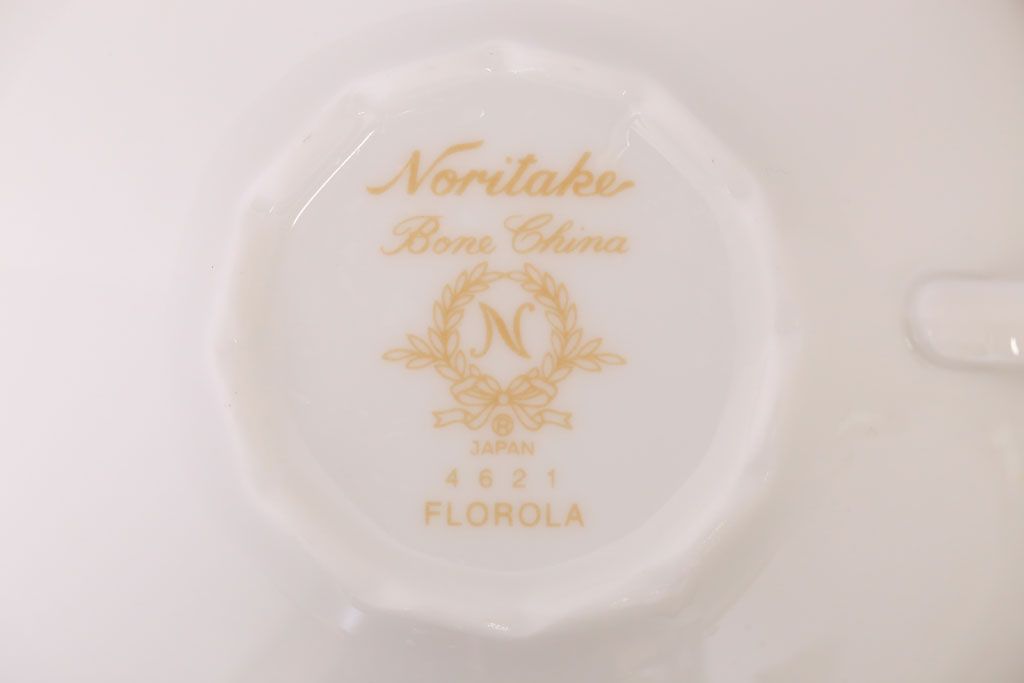 Noritake
Bone China
N
®
JAPAN
4621
FLOROLA